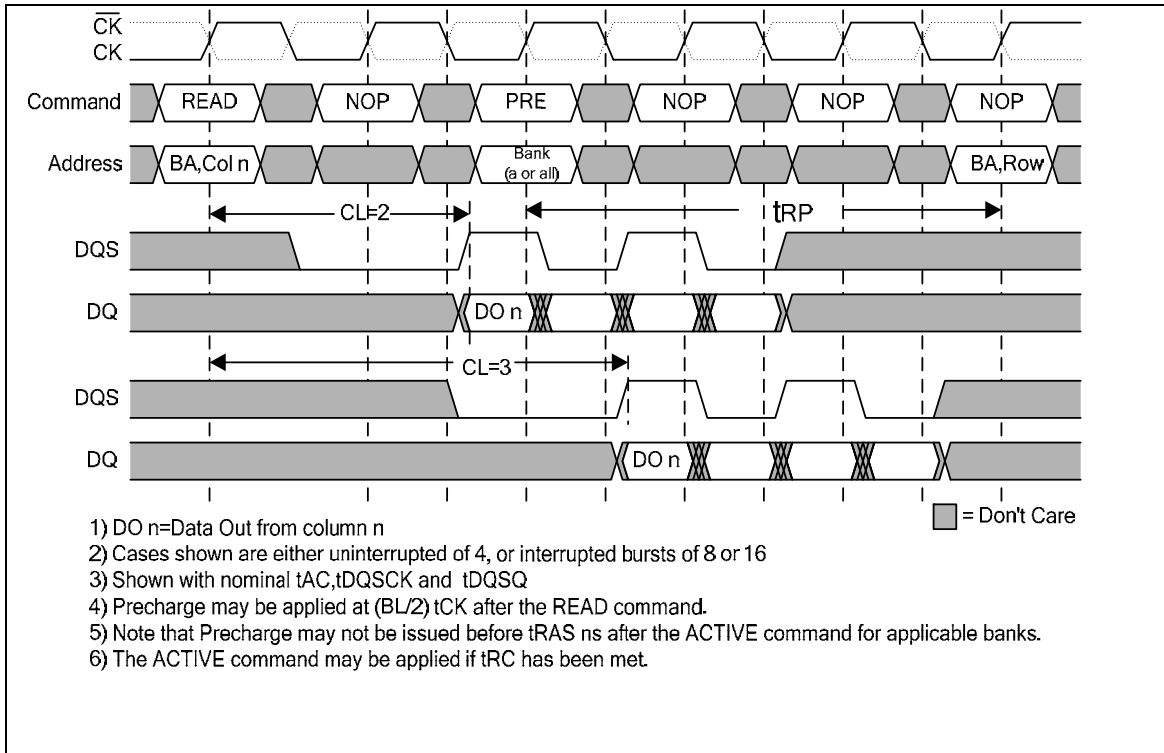 CK
CK
Command READ NOP PRE NOP NOP NOP
Address BA,Col n Bank (a or all) BA,Row
CL=2 tRP
DQS
DQ DO n
CL=3
DQS
DQ DO n
= Don't Care
1) DO n=Data Out from column n
2) Cases shown are either uninterrupted of 4, or interrupted bursts of 8 or 16
3) Shown with nominal tAC,tDQSCK and tDQSQ
4) Precharge may be applied at (BL/2) tCK after the READ command.
5) Note that Precharge may not be issued before tRAS ns after the ACTIVE command for applicable banks.
6) The ACTIVE command may be applied if tRC has been met.